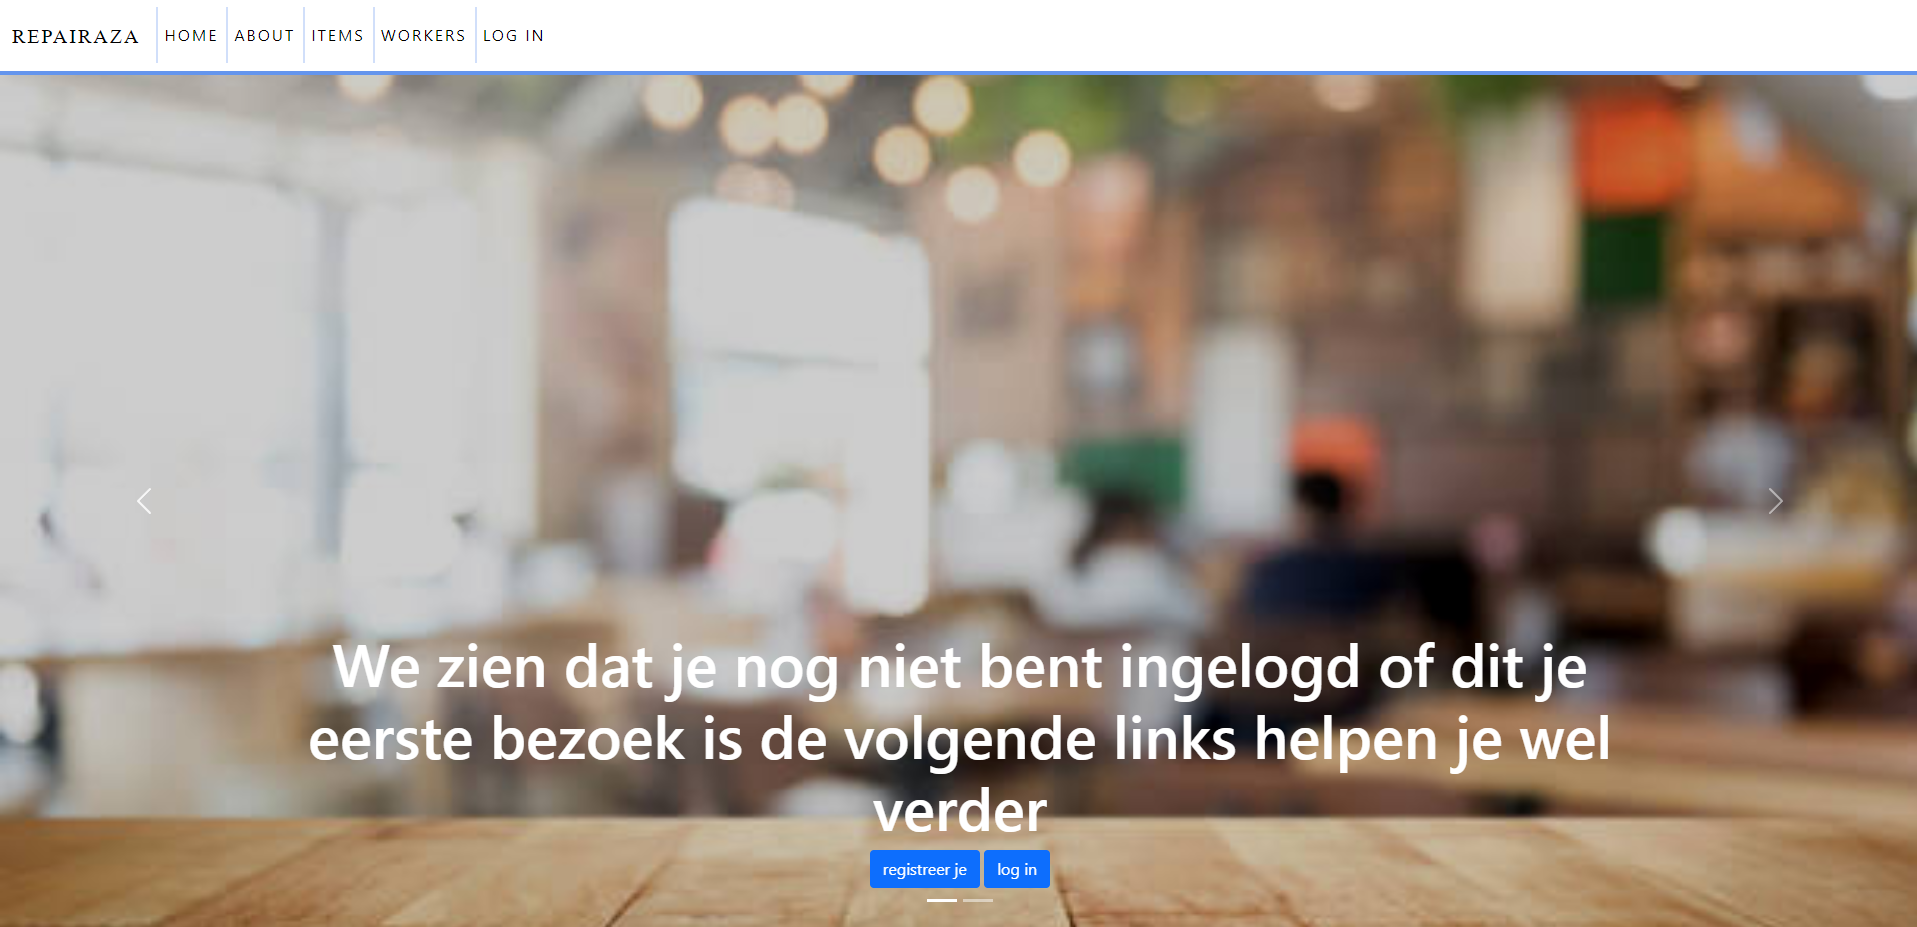 REPAIRAZA HOME ABOUT ITEMS WORKERS LOG IN
We zien dat je nog niet bent ingelogd of dit je
eerste bezoek is de volgende links helpen je wel
verder
registreer je log in